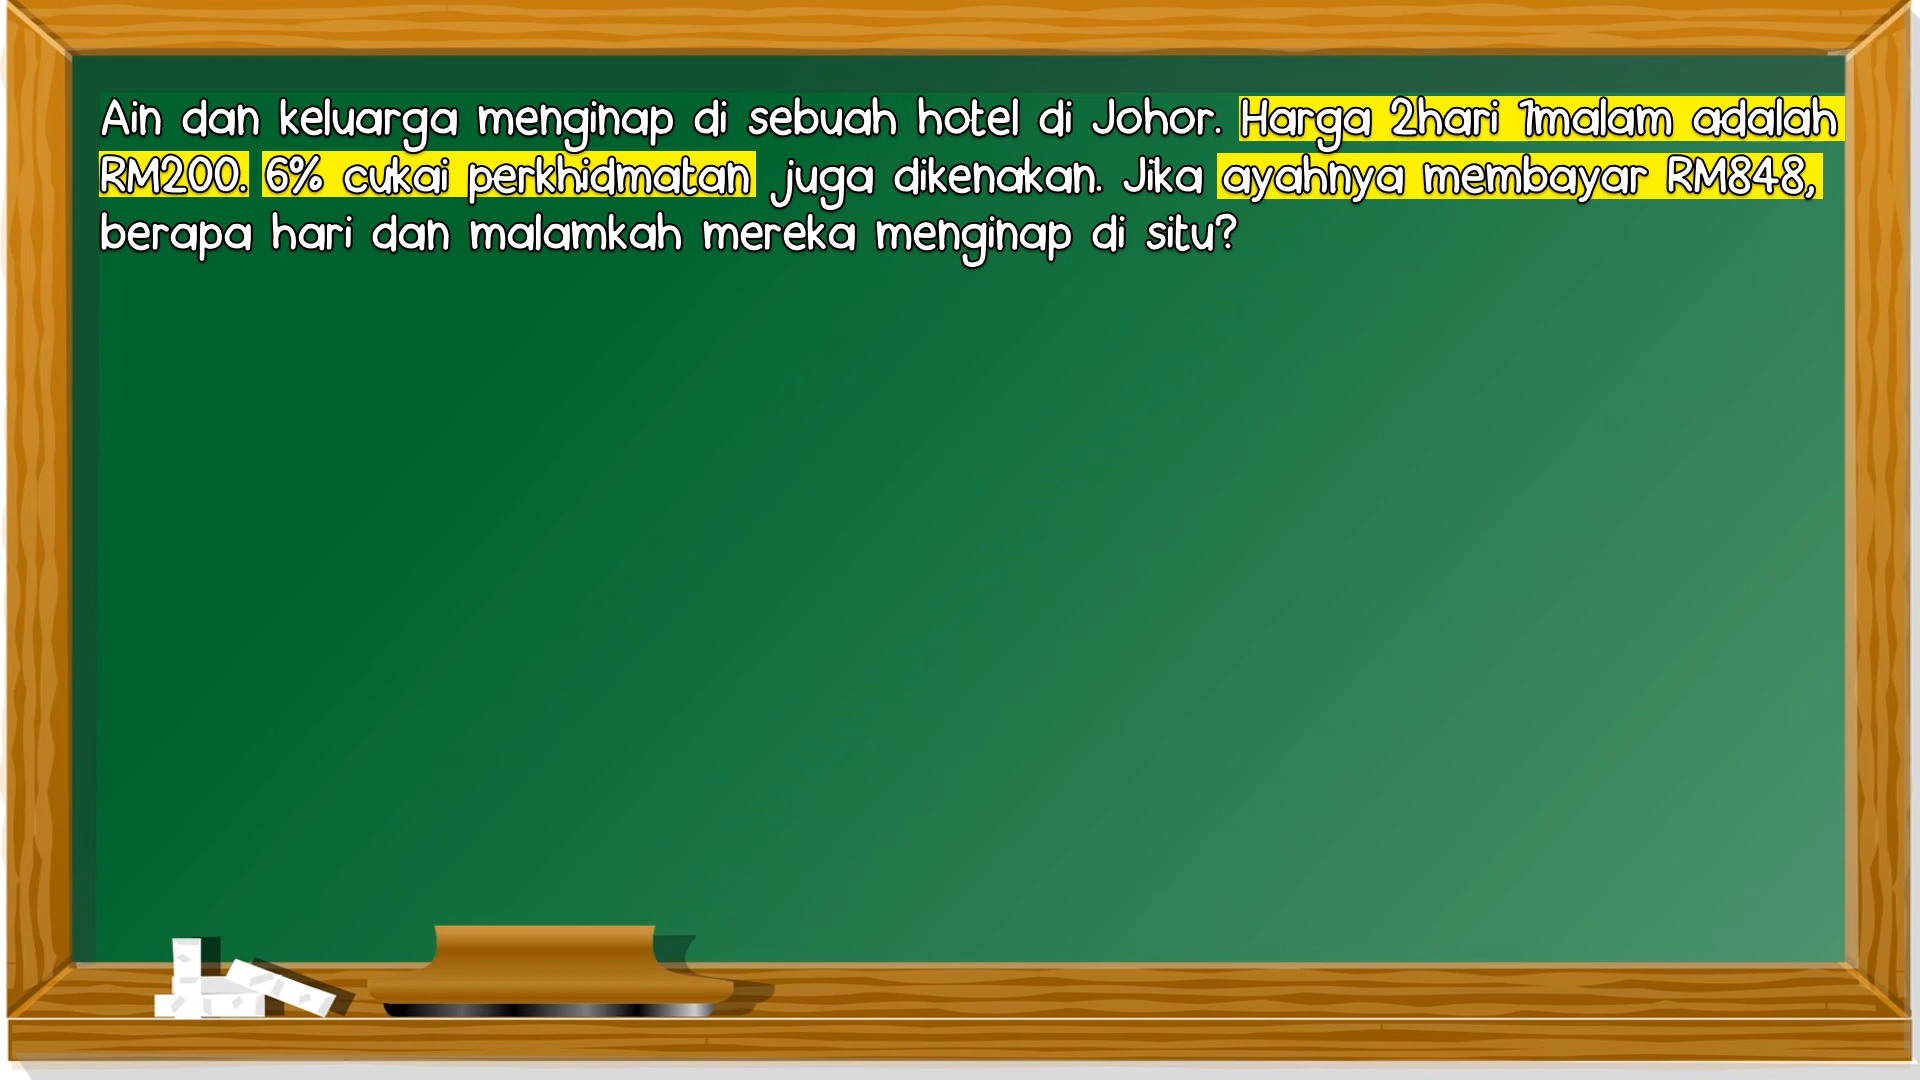 Ain dan keluarga menginap di sebuah hotel di Johor. Harga 2hari 1malam adalah
RM200. 6% cukai perkhidmatan juga dikenakan. Jika ayahnya membayar RM848,
berapa hari dan malamkah mereka menginap di situ?